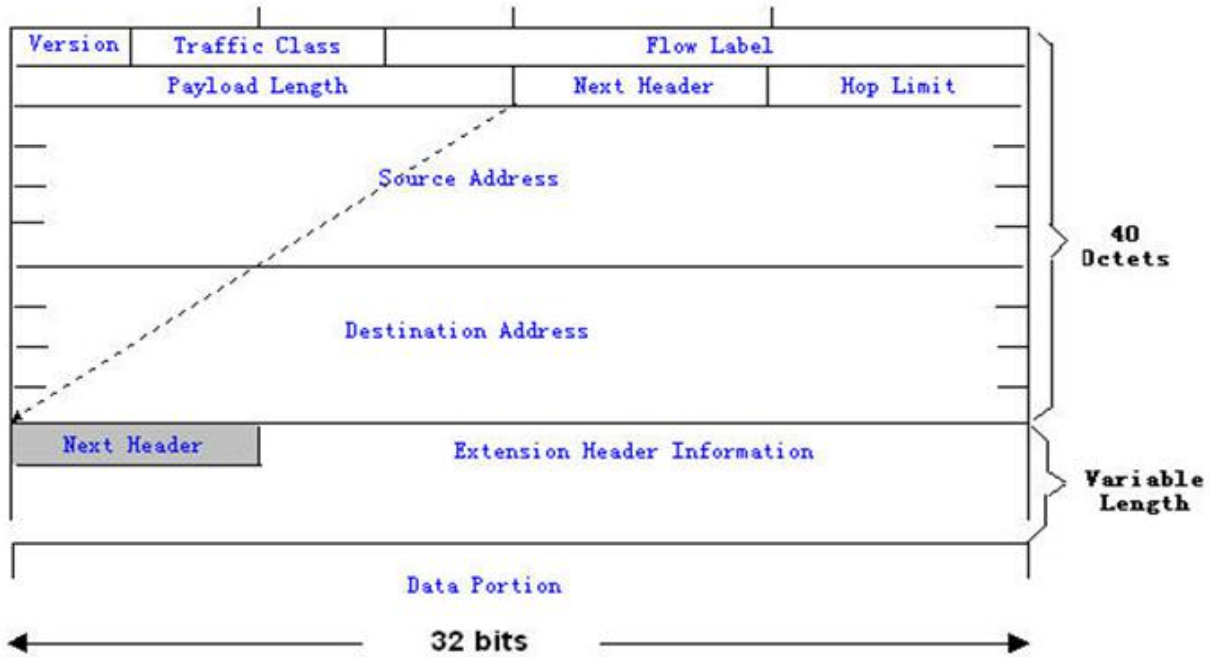 Version Traffic Class Flow Label
Payload Length Next Header Hop Limit
Source Address
40
Octets
Destination Address
Next Header Extension Header Information
Variable
Length
Data Portion
32 bits